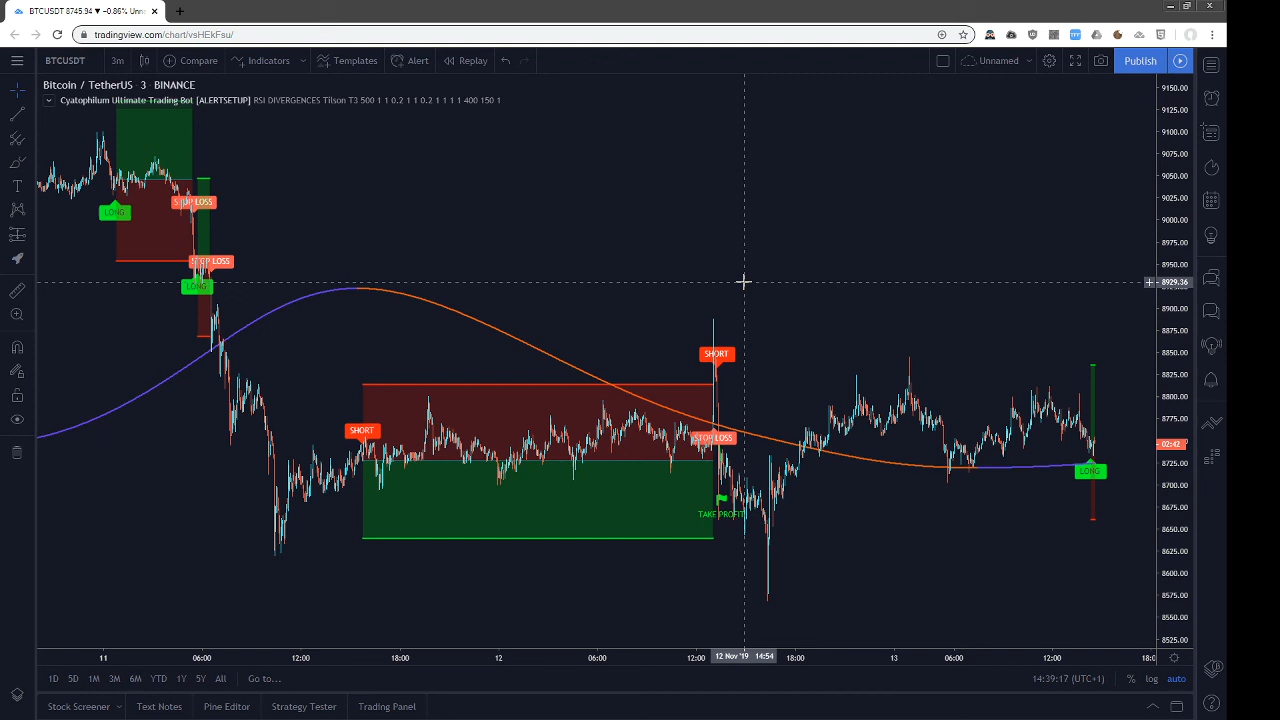 BTCUSDT 8745.94 ▼ −0.86% Unna
tradingview.com/chart/vsHEkFsu/
BTCUSDT 3m Compare Indicators Templates Alert Replay Unnamed Publish
Bitcoin / TetherUS · 3 · BINANCE
Cyatophilum Ultimate Trading Bot [ALERTSETUP] RSI DIVERGENCES Tilson T3 500 1 1 0.2 1 1 0.2 1 1 1 1 400 150 1
9150.00
9125.00
9100.00
9075.00
9050.00
9025.00
9000.00
8975.00
8950.00
8929.36
8900.00
8875.00
8850.00
8825.00
8800.00
8775.00
02:42
8725.00
8700.00
8675.00
8650.00
8625.00
8600.00
8575.00
8550.00
8525.00
STOP LOSS
LONG
STOP LOSS
LONG
SHORT
SHORT
STOP LOSS
TAKE PROFIT
LONG
11 06:00 12:00 18:00 12 06:00 12:00 12 Nov '19 14:54 18:00 13 06:00 12:00 18:0
1D 5D 1M 3M 6M YTD 1Y 5Y All Go to... 14:39:17 (UTC+1) % log auto
Stock Screener Text Notes Pine Editor Strategy Tester Trading Panel